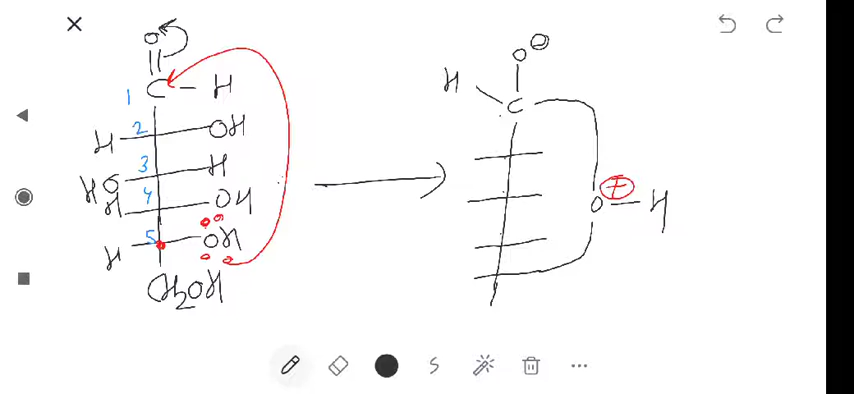 O
1 C - H
H 2 OH
HO 3 H
H 4 OH
H 5 OH
CH2OH
O ⊖
H C
O ⊕ - H
S